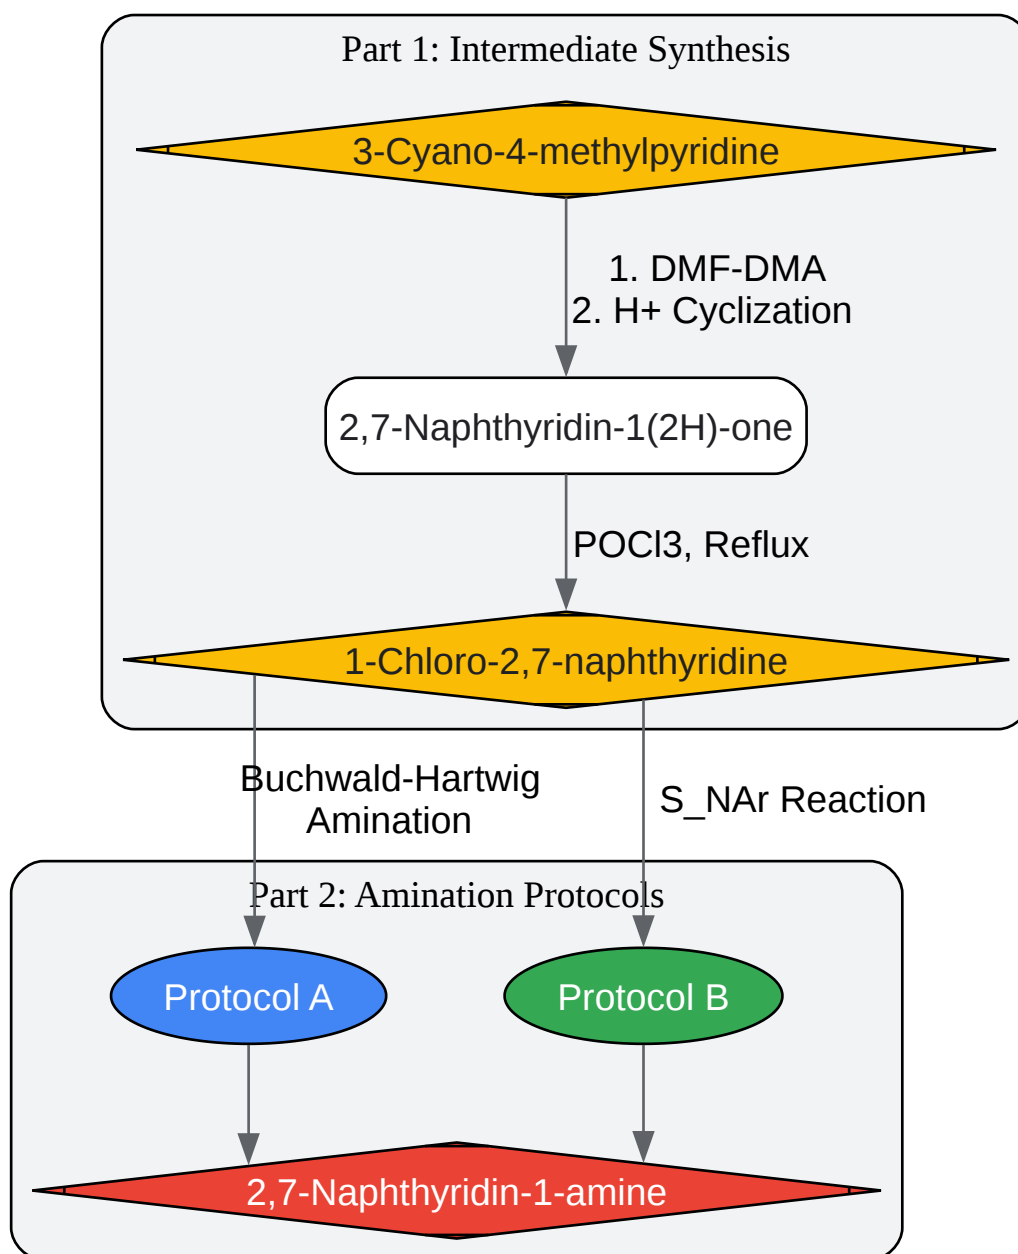 Part 1: Intermediate Synthesis
3-Cyano-4-methylpyridine
1. DMF-DMA
2. H+ Cyclization
2,7-Naphthyridin-1(2H)-one
POCl3, Reflux
1-Chloro-2,7-naphthyridine
Buchwald-Hartwig
Amination
S_NAr Reaction
Part 2: Amination Protocols
Protocol A
Protocol B
2,7-Naphthyridin-1-amine